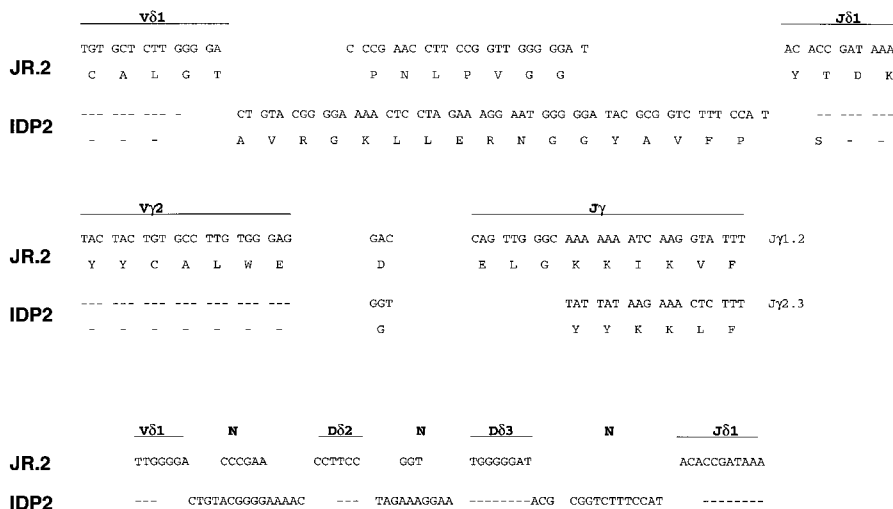 Vδ1 Jδ1
TGT GCT CTT GGG GA C CCG AAC CTT CCG GTT GGG GGA T AC ACC GAT AAA
JR.2
C A L G T P N L P V G G Y T D K
--- --- --- --- - CT GTA CGG GGA AAA CTC CTA GAA AGG AAT GGG GGA TAC GCG GTC TTT CCA T -- --- ---
IDP2
- - - A V R G K L L E R N G G Y A V F P S - -
Vγ2 Jγ
TAC TAC TGT GCC TTG TGG GAG GAC CAG TTG GGC AAA AAA ATC AAG GTA TTT Jγ1.2
JR.2
Y Y C A L W E D E L G K K I K V F
--- --- --- --- --- --- --- GGT TAT TAT AAG AAA CTC TTT Jγ2.3
IDP2
- - - - - - - G Y Y K K L F
Vδ1 N Dδ2 N Dδ3 N Jδ1
JR.2 TTGGGGA CCCGAA CCTTCC GGT TGGGGGAT ACACCGATAAA
IDP2 --- CTGTACGGGGAAAAC --- TAGAAAGGAA --------ACG CGGTCTTTCCAT -------